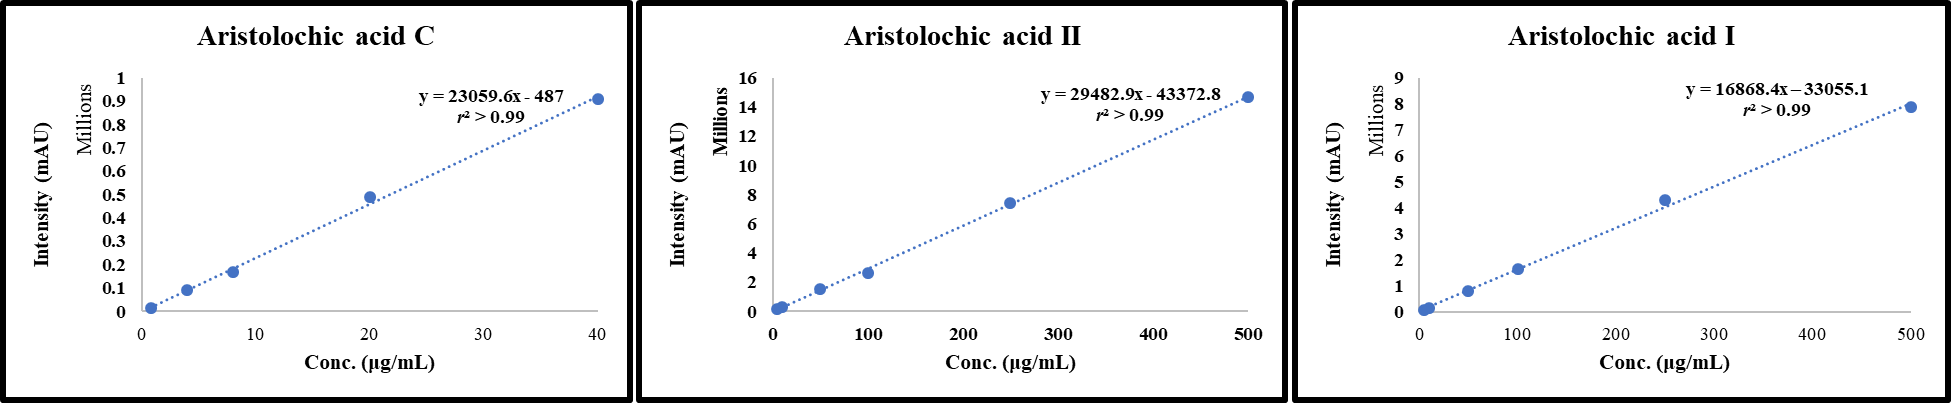 Aristolochic acid C
Intensity (mAU)
Millions
1
0.9
0.8
0.7
0.6
0.5
0.4
0.3
0.2
0.1
0
y = 23059.6x - 487
r² > 0.99
0 10 20 30 40
Conc. (µg/mL)
Aristolochic acid II
Intensity (mAU)
Millions
16
14
12
10
8
6
4
2
0
y = 29482.9x - 43372.8
r² > 0.99
0 100 200 300 400 500
Conc. (µg/mL)
Aristolochic acid I
Intensity (mAU)
Millions
9
8
7
6
5
4
3
2
1
0
y = 16868.4x – 33055.1
r² > 0.99
0 100 200 300 400 500
Conc. (µg/mL)